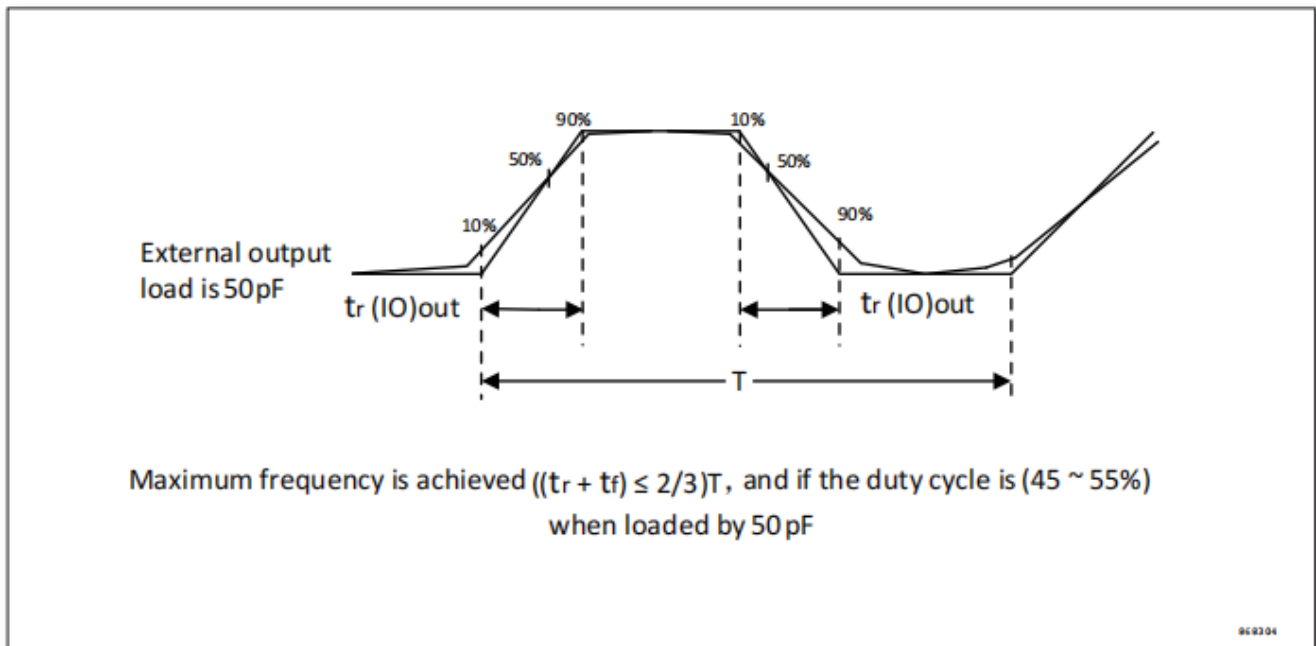 90%
10%
50%
50%
10%
90%
External output
load is 50pF
tr (IO)out
tr (IO)out
T
Maximum frequency is achieved ((tr + tf) ≤ 2/3)T, and if the duty cycle is (45 ~ 55%)
when loaded by 50 pF
868304